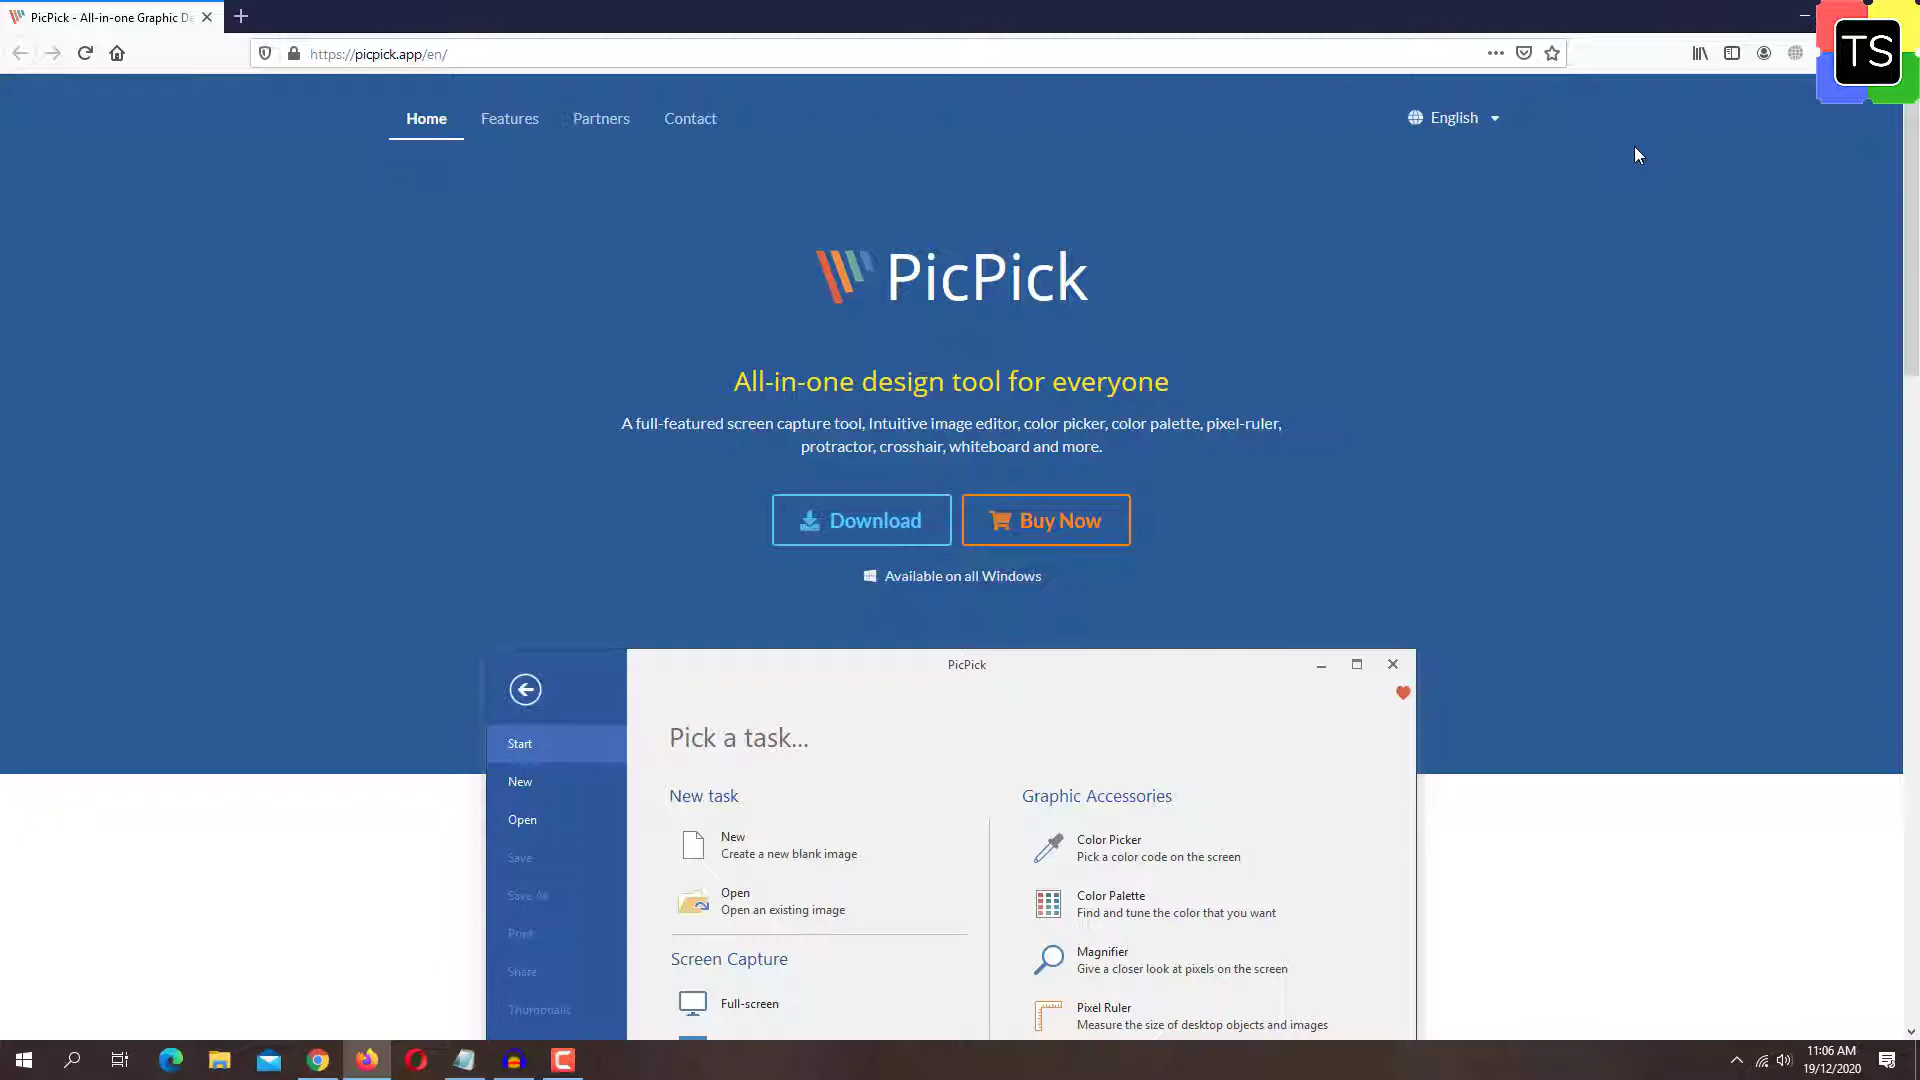 PicPick - All-in-one Graphic De
https://picpick.app/en/
TS
Home
Features
Partners
Contact
English
PicPick
All-in-one design tool for everyone
A full-featured screen capture tool, Intuitive image editor, color picker, color palette, pixel-ruler,
protractor, crosshair, whiteboard and more.
Download
Buy Now
Available on all Windows
PicPick
Start
New
Open
Save
Save As
Print
Share
Thumbnails
Pick a task...
New task
New
Create a new blank image
Open
Open an existing image
Screen Capture
Full-screen
Graphic Accessories
Color Picker
Pick a color code on the screen
Color Palette
Find and tune the color that you want
Magnifier
Give a closer look at pixels on the screen
Pixel Ruler
Measure the size of desktop objects and images
11:06 AM
19/12/2020